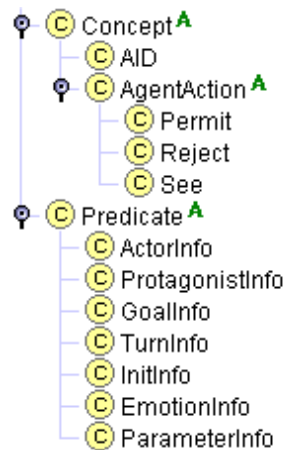 C Concept A
C AID
C AgentAction A
C Permit
C Reject
C See
C Predicate A
C ActorInfo
C ProtagonistInfo
C GoalInfo
C TurnInfo
C InitInfo
C EmotionInfo
C ParameterInfo